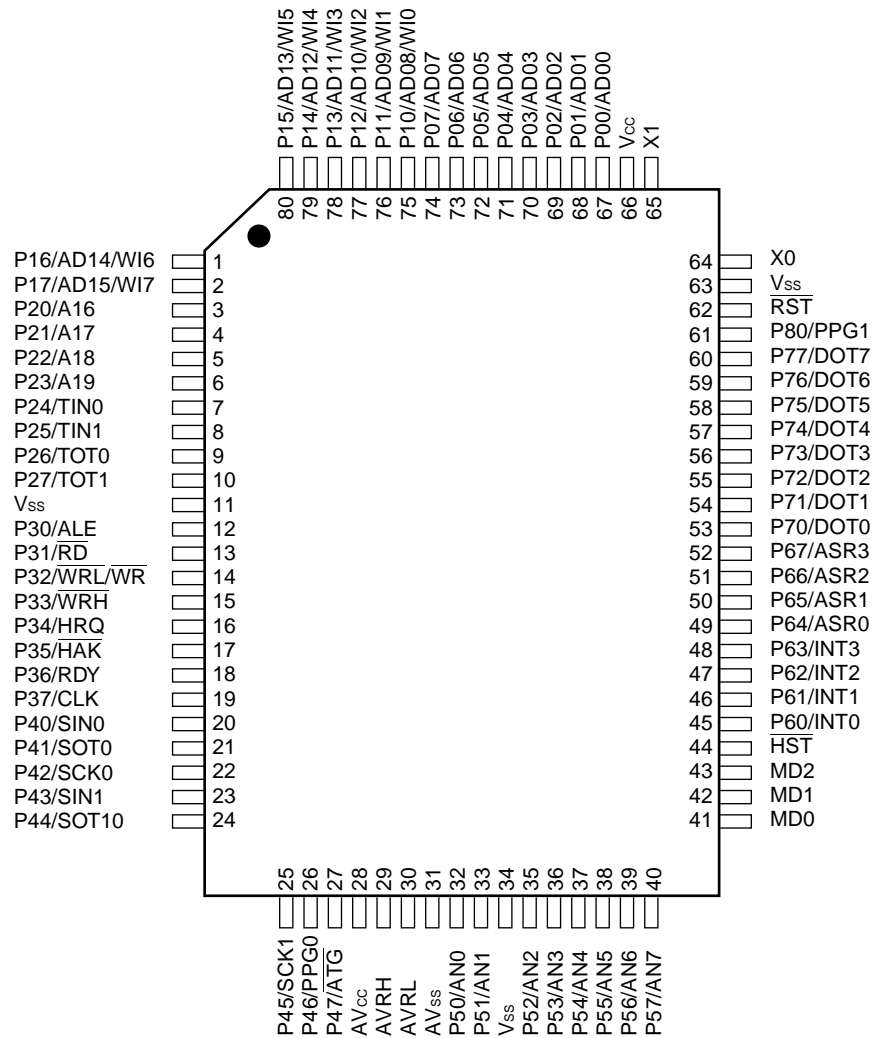 P15/AD13/WI5
P14/AD12/WI4
P13/AD11/WI3
P12/AD10/WI2
P11/AD09/WI1
P10/AD08/WI0
P07/AD07
P06/AD06
P05/AD05
P04/AD04
P03/AD03
P02/AD02
P01/AD01
P00/AD00
Vcc
X1
80
79
78
77
76
75
74
73
72
71
70
69
68
67
66
65
P16/AD14/WI6 1
P17/AD15/WI7 2
P20/A16 3
P21/A17 4
P22/A18 5
P23/A19 6
P24/TIN0 7
P25/TIN1 8
P26/TOT0 9
P27/TOT1 10
Vss 11
P30/ALE 12
P31/R̅D̅ 13
P32/W̅R̅L̅/W̅R̅ 14
P33/W̅R̅H̅ 15
P34/HRQ 16
P35/H̅A̅K̅ 17
P36/RDY 18
P37/CLK 19
P40/SIN0 20
P41/SOT0 21
P42/SCK0 22
P43/SIN1 23
P44/SOT10 24
64 X0
63 Vss
62 R̅S̅T̅
61 P80/PPG1
60 P77/DOT7
59 P76/DOT6
58 P75/DOT5
57 P74/DOT4
56 P73/DOT3
55 P72/DOT2
54 P71/DOT1
53 P70/DOT0
52 P67/ASR3
51 P66/ASR2
50 P65/ASR1
49 P64/ASR0
48 P63/INT3
47 P62/INT2
46 P61/INT1
45 P60/INT0
44 H̅S̅T̅
43 MD2
42 MD1
41 MD0
25
26
27
28
29
30
31
32
33
34
35
36
37
38
39
40
P45/SCK1
P46/PPG0
P47/A̅T̅G̅
AVcc
AVRH
AVRL
AVss
P50/AN0
P51/AN1
Vss
P52/AN2
P53/AN3
P54/AN4
P55/AN5
P56/AN6
P57/AN7